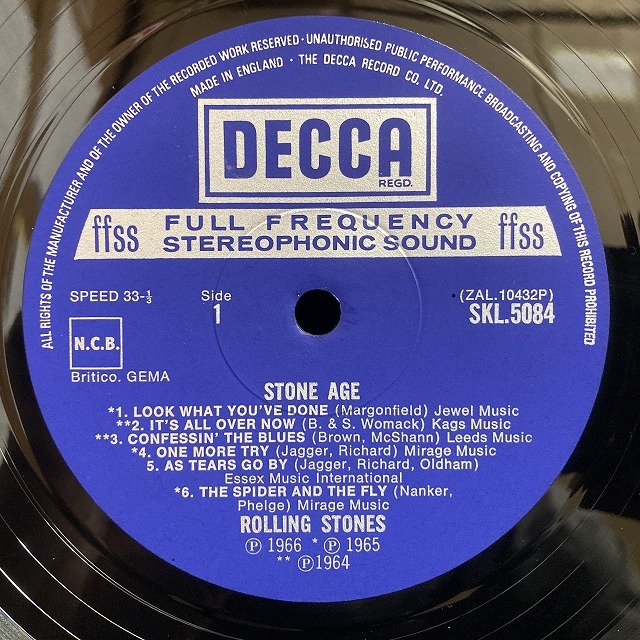 ALL RIGHTS OF THE MANUFACTURER AND OF THE OWNER OF THE RECORDED WORK RESERVED · UNAUTHORISED PUBLIC PERFORMANCE BROADCASTING AND COPYING OF THIS RECORD PROHIBITED
MADE IN ENGLAND · THE DECCA RECORD CO. LTD.
DECCA
REGD.
ffss FULL FREQUENCY STEREOPHONIC SOUND ffss
SPEED 33-⅓ Side 1 (ZAL.10432P)
SKL.5084
N.C.B.
Britico. GEMA
STONE AGE
*1. LOOK WHAT YOU'VE DONE (Margonfield) Jewel Music
**2. IT'S ALL OVER NOW (B. & S. Womack) Kags Music
**3. CONFESSIN' THE BLUES (Brown, McShann) Leeds Music
*4. ONE MORE TRY (Jagger, Richard) Mirage Music
5. AS TEARS GO BY (Jagger, Richard, Oldham)
Essex Music International
*6. THE SPIDER AND THE FLY (Nanker,
Phelge) Mirage Music
ROLLING STONES
℗ 1966 * ℗ 1965
** ℗1964